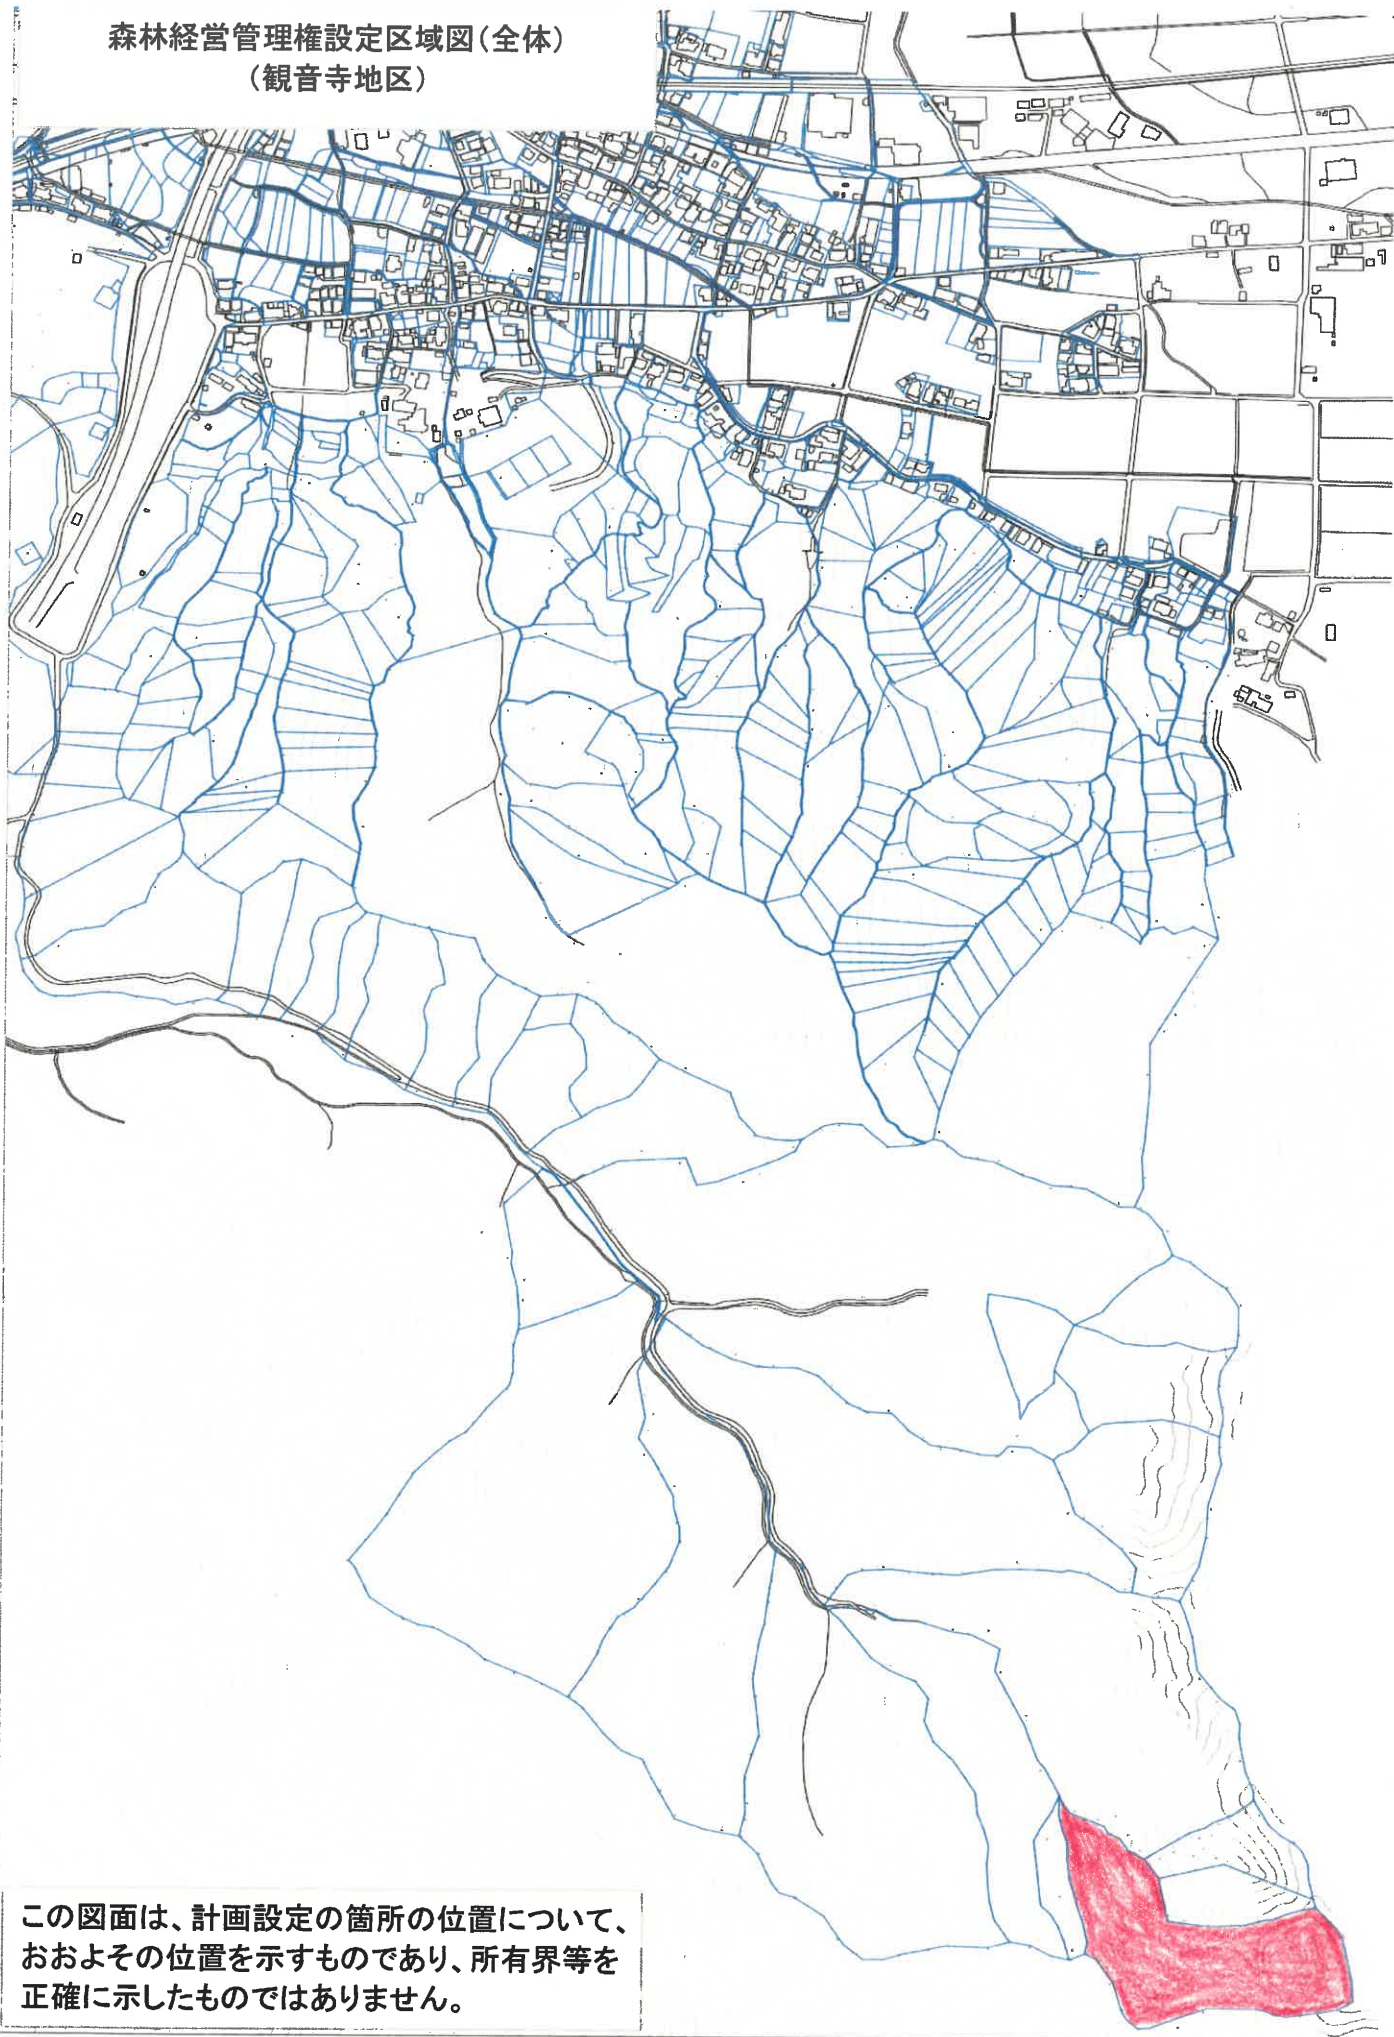 森林経営管理権設定区域図(全体)
(観音寺地区)
この図面は、計画設定の箇所の位置について、
おおよその位置を示すものであり、所有界等を
正確に示したものではありません。